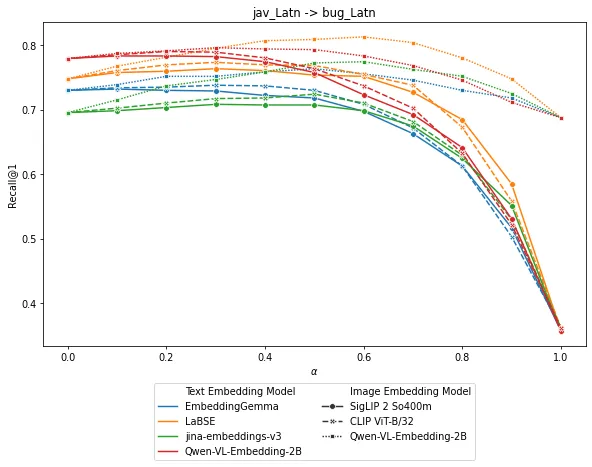 jav_Latn -> bug_Latn
Recall@1
0.8
0.7
0.6
0.5
0.4
0.0
0.2
0.4
0.6
0.8
1.0
α
Text Embedding Model
EmbeddingGemma
LaBSE
jina-embeddings-v3
Qwen-VL-Embedding-2B
Image Embedding Model
SigLIP 2 So400m
CLIP ViT-B/32
Qwen-VL-Embedding-2B